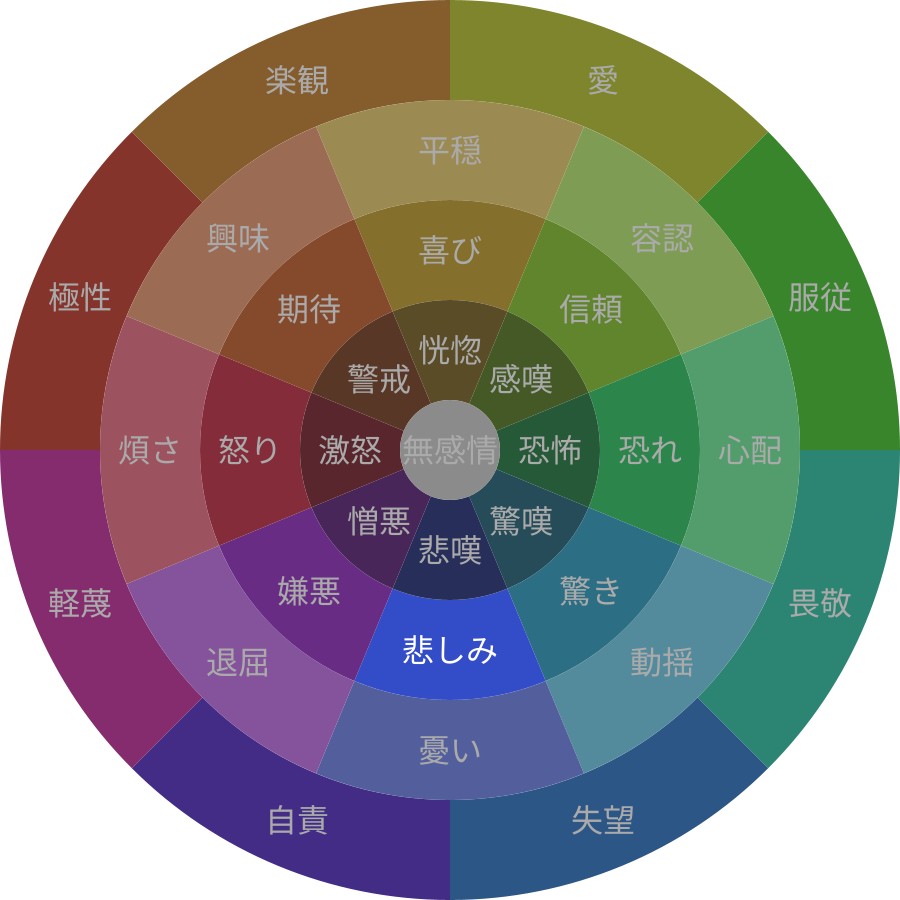 楽観
愛
平穏
興味
容認
喜び
極性
期待
信頼
服従
恍惚
警戒
感嘆
煩さ
怒り
激怒
無感情
恐怖
恐れ
心配
憎悪
驚嘆
悲嘆
軽蔑
嫌悪
驚き
畏敬
悲しみ
退屈
動揺
憂い
自責
失望